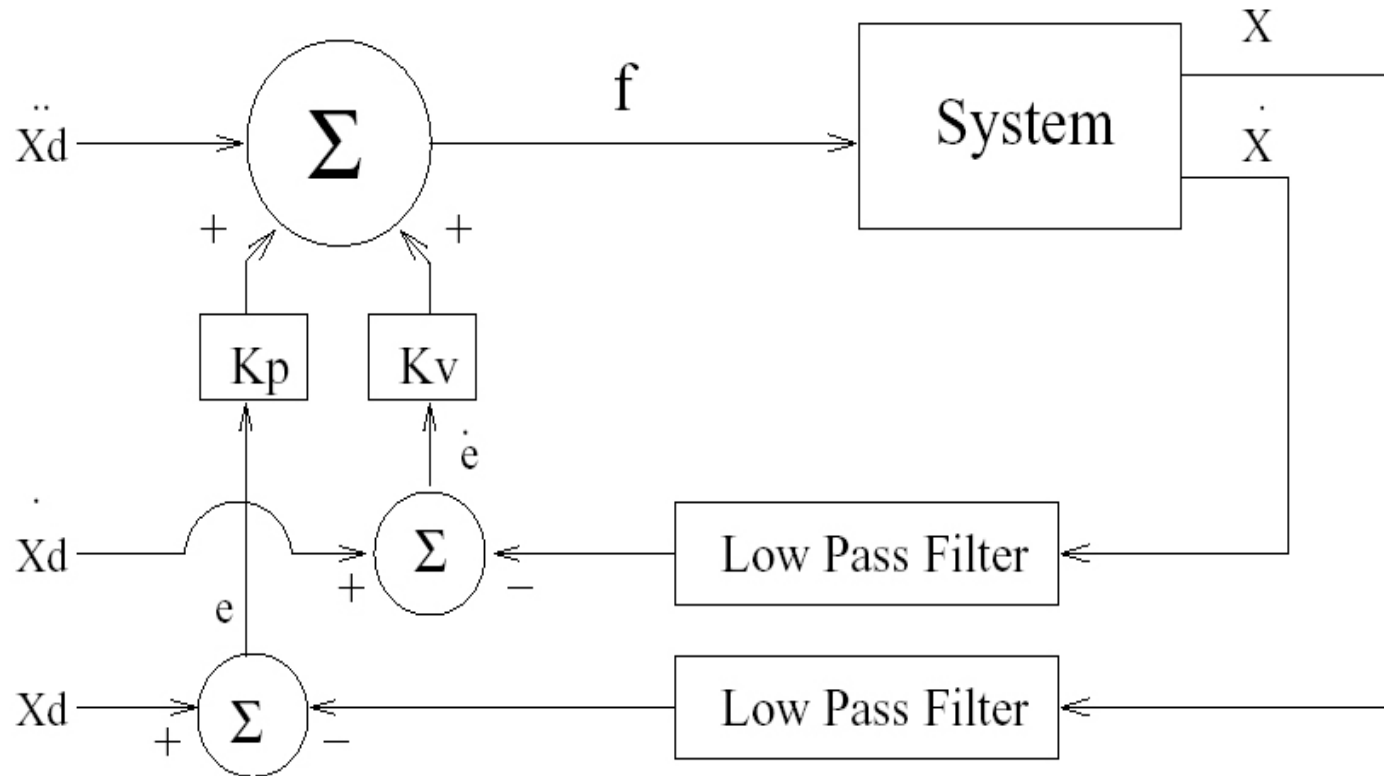 X
Ẍd
Σ
f
System
Ẋ
+
+
Kp
Kv
ė
Ẋd
Σ
Low Pass Filter
+
−
e
Xd
Σ
Low Pass Filter
+
−